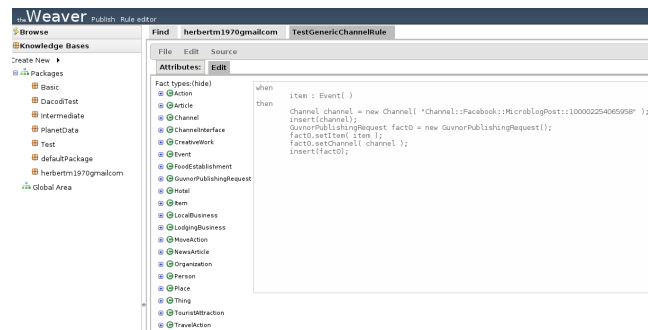 the Weaver Publish Rule editor
Browse
Knowledge Bases
Create New
Packages
Basic
DacodiTest
Intermediate
PlanetData
Test
defaultPackage
herbertm1970gmailcom
Global Area
Find herbertm1970gmailcom TestGenericChannelRule
File Edit Source
Attributes: Edit
Fact types:(hide)
Action
Article
Channel
ChannelInterface
CreativeWork
Event
FoodEstablishment
GuvnorPublishingRequest
Hotel
Item
LocalBusiness
LodgingBusiness
MoveAction
NewsArticle
Organization
Person
Place
Thing
TouristAttraction
TravelAction
when
item : Event( )
then
Channel channel = new Channel( "Channel::Facebook::MicroblogPost::100002254065958" );
insert(channel);
GuvnorPublishingRequest fact0 = new GuvnorPublishingRequest();
fact0.setItem( item );
fact0.setChannel( channel );
insert(fact0);